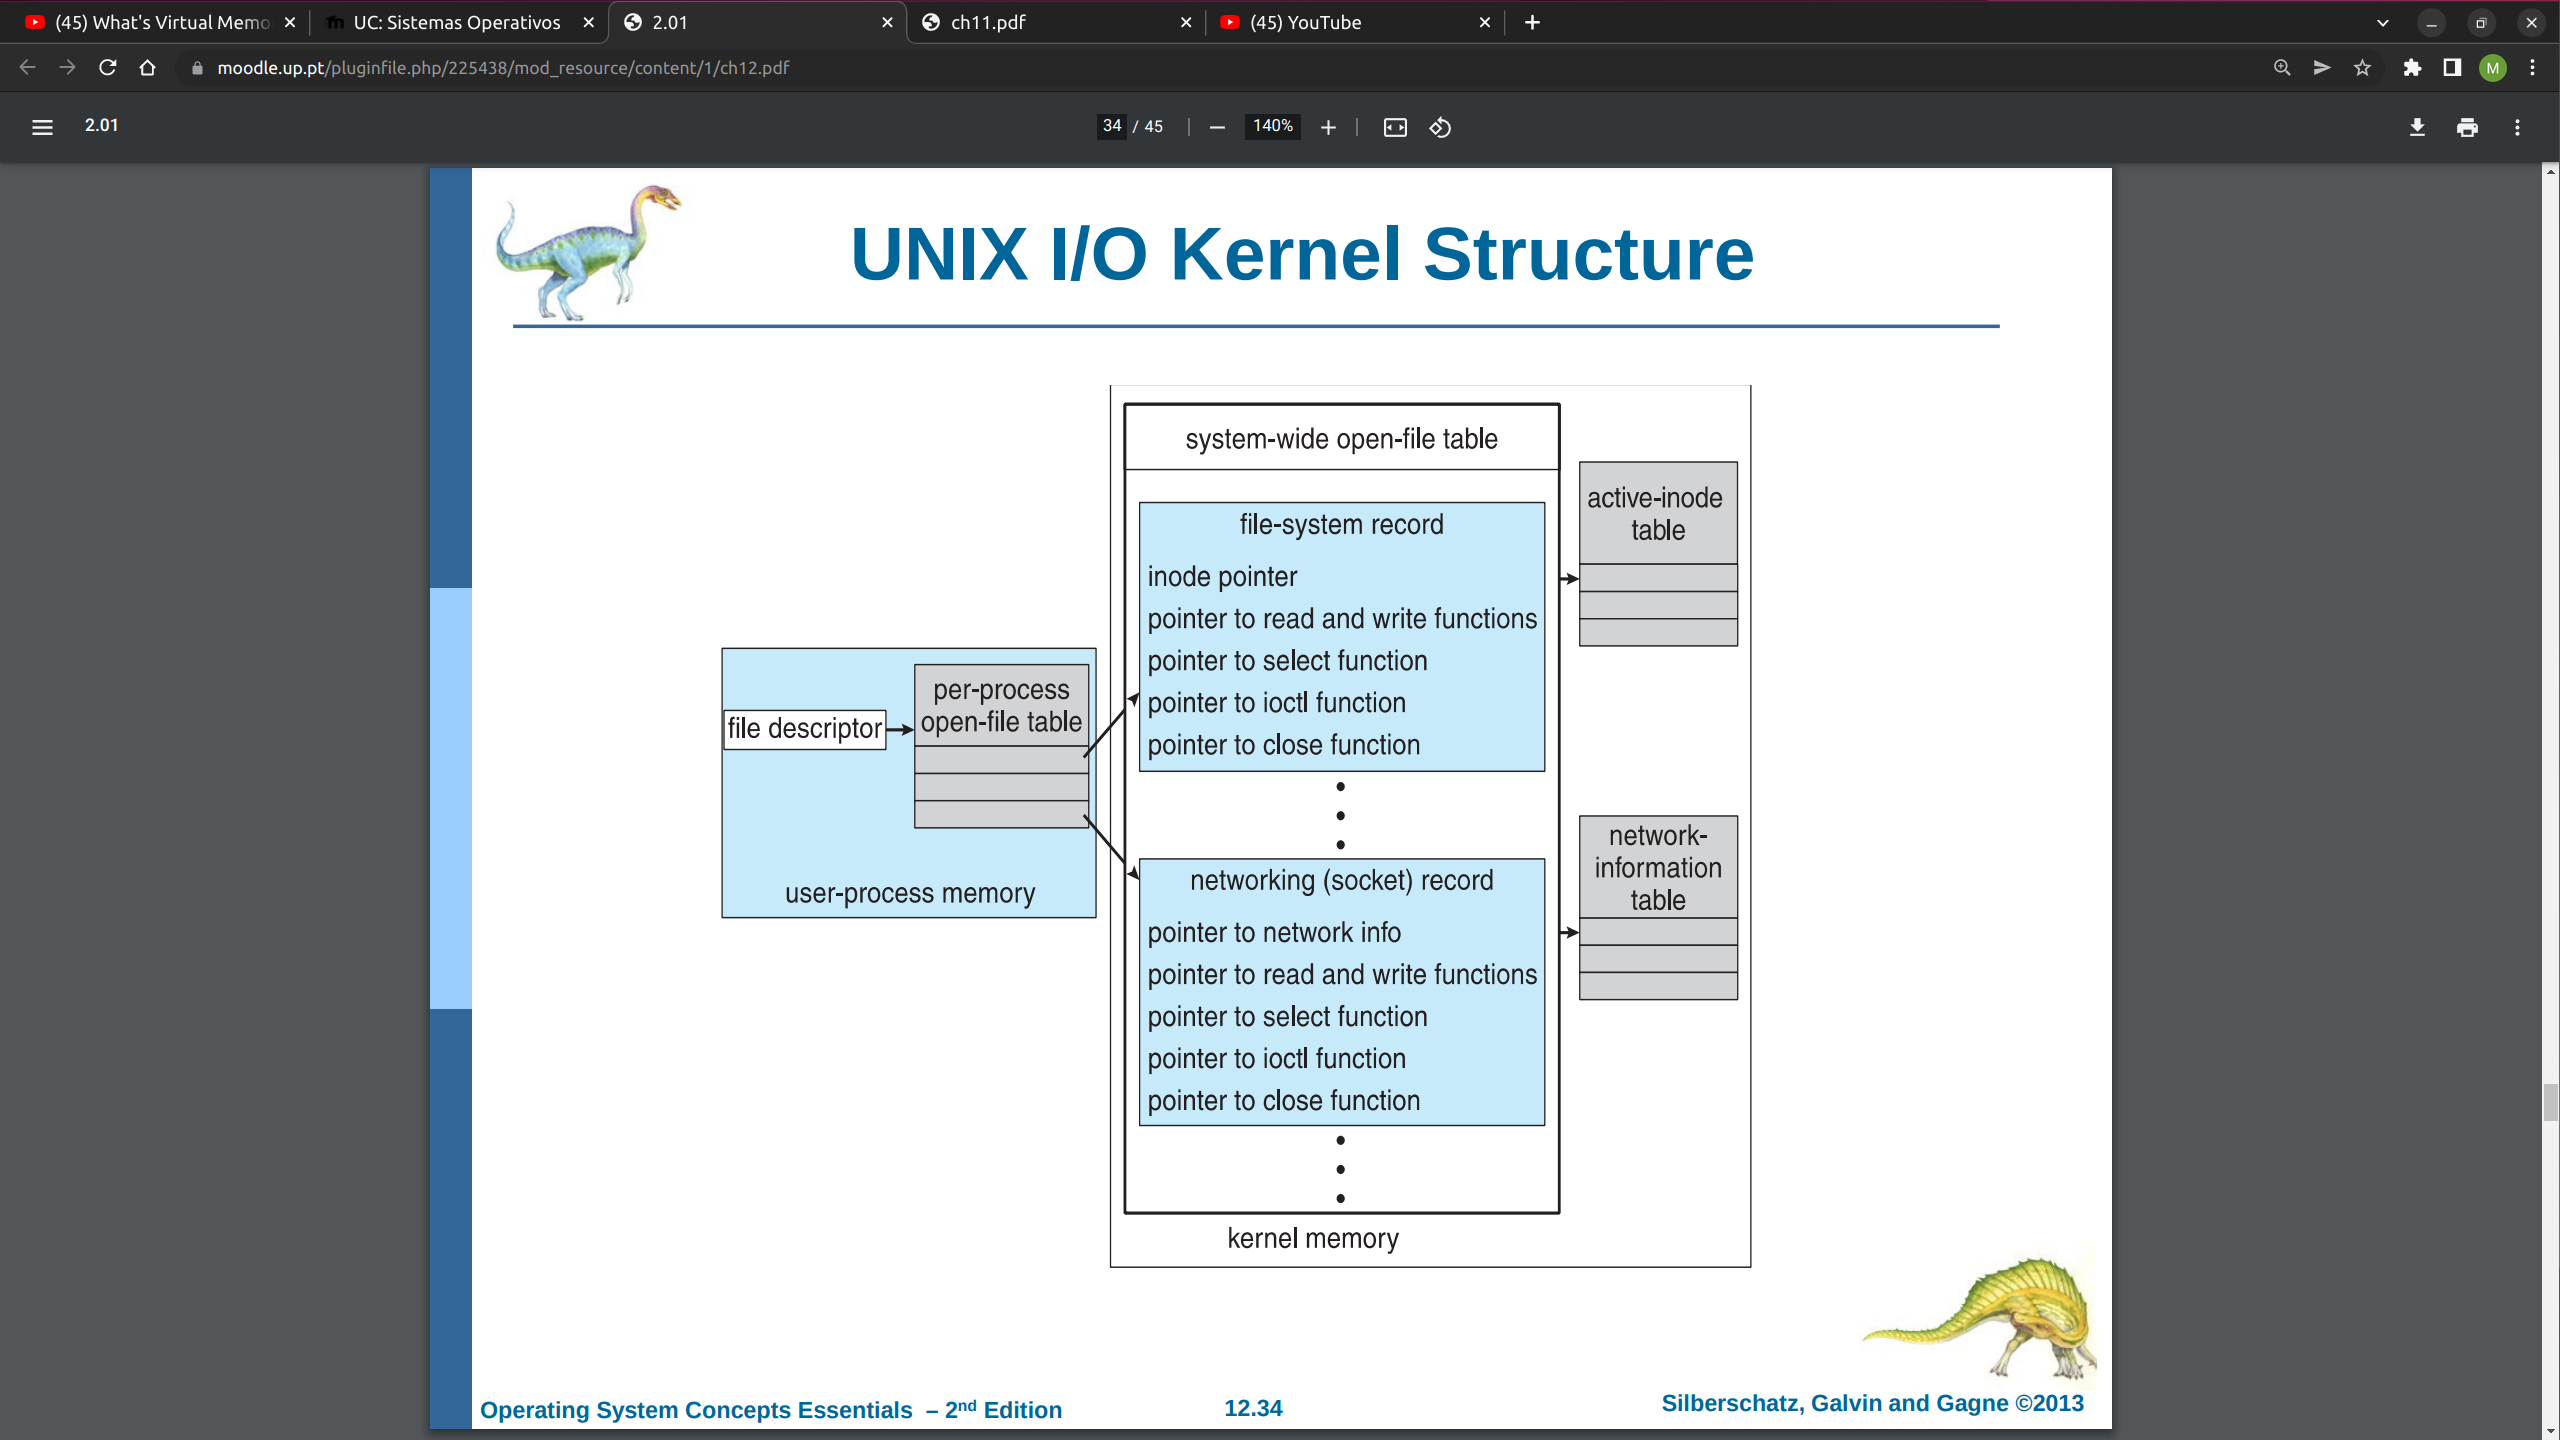 (45) What's Virtual Memo
UC: Sistemas Operativos
2.01
ch11.pdf
(45) YouTube
moodle.up.pt/pluginfile.php/225438/mod_resource/content/1/ch12.pdf
M
2.01
34 / 45
140%
UNIX I/O Kernel Structure
system-wide open-file table
file-system record
inode pointer
pointer to read and write functions
pointer to select function
pointer to ioctl function
pointer to close function
active-inode
table
file descriptor
per-process
open-file table
user-process memory
networking (socket) record
pointer to network info
pointer to read and write functions
pointer to select function
pointer to ioctl function
pointer to close function
network-
information
table
kernel memory
Operating System Concepts Essentials – 2nd Edition
12.34
Silberschatz, Galvin and Gagne ©2013